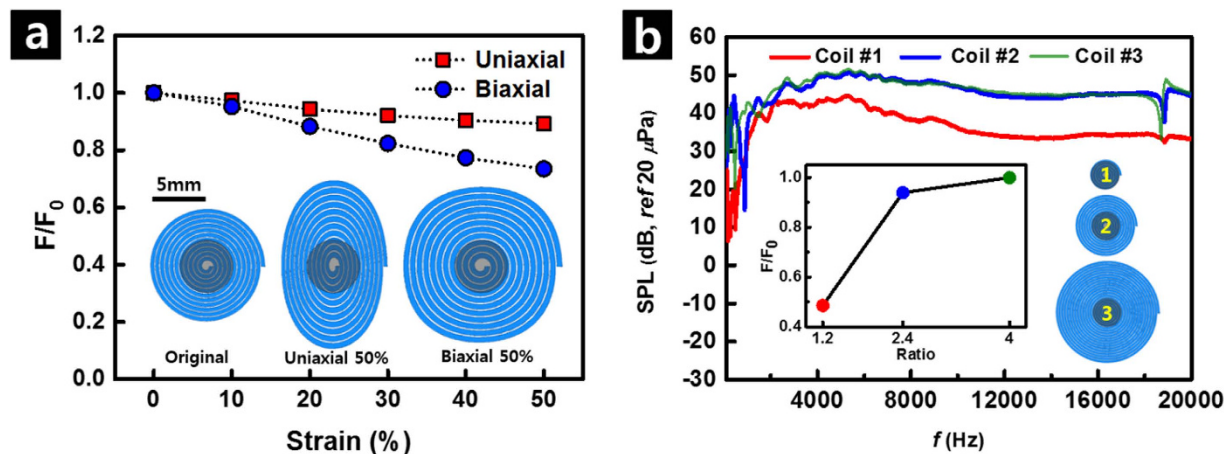 a
1.2
1.0
0.8
0.6
0.4
0.2
0.0
F/F0
Uniaxial
Biaxial
5mm
Original
Uniaxial 50%
Biaxial 50%
0 10 20 30 40 50
Strain (%)
b
60
50
40
30
20
10
0
-10
-20
-30
SPL (dB, ref 20 μPa)
Coil #1 Coil #2 Coil #3
1.0
0.8
0.6
0.4
F/F0
1.2 2.4 4
Ratio
1
2
3
4000 8000 12000 16000 20000
f (Hz)